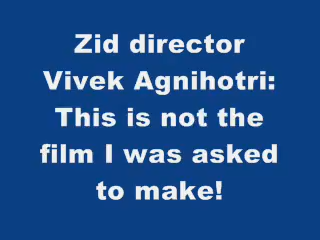 Zid director
Vivek Agnihotri:
This is not the
film I was asked
to make!